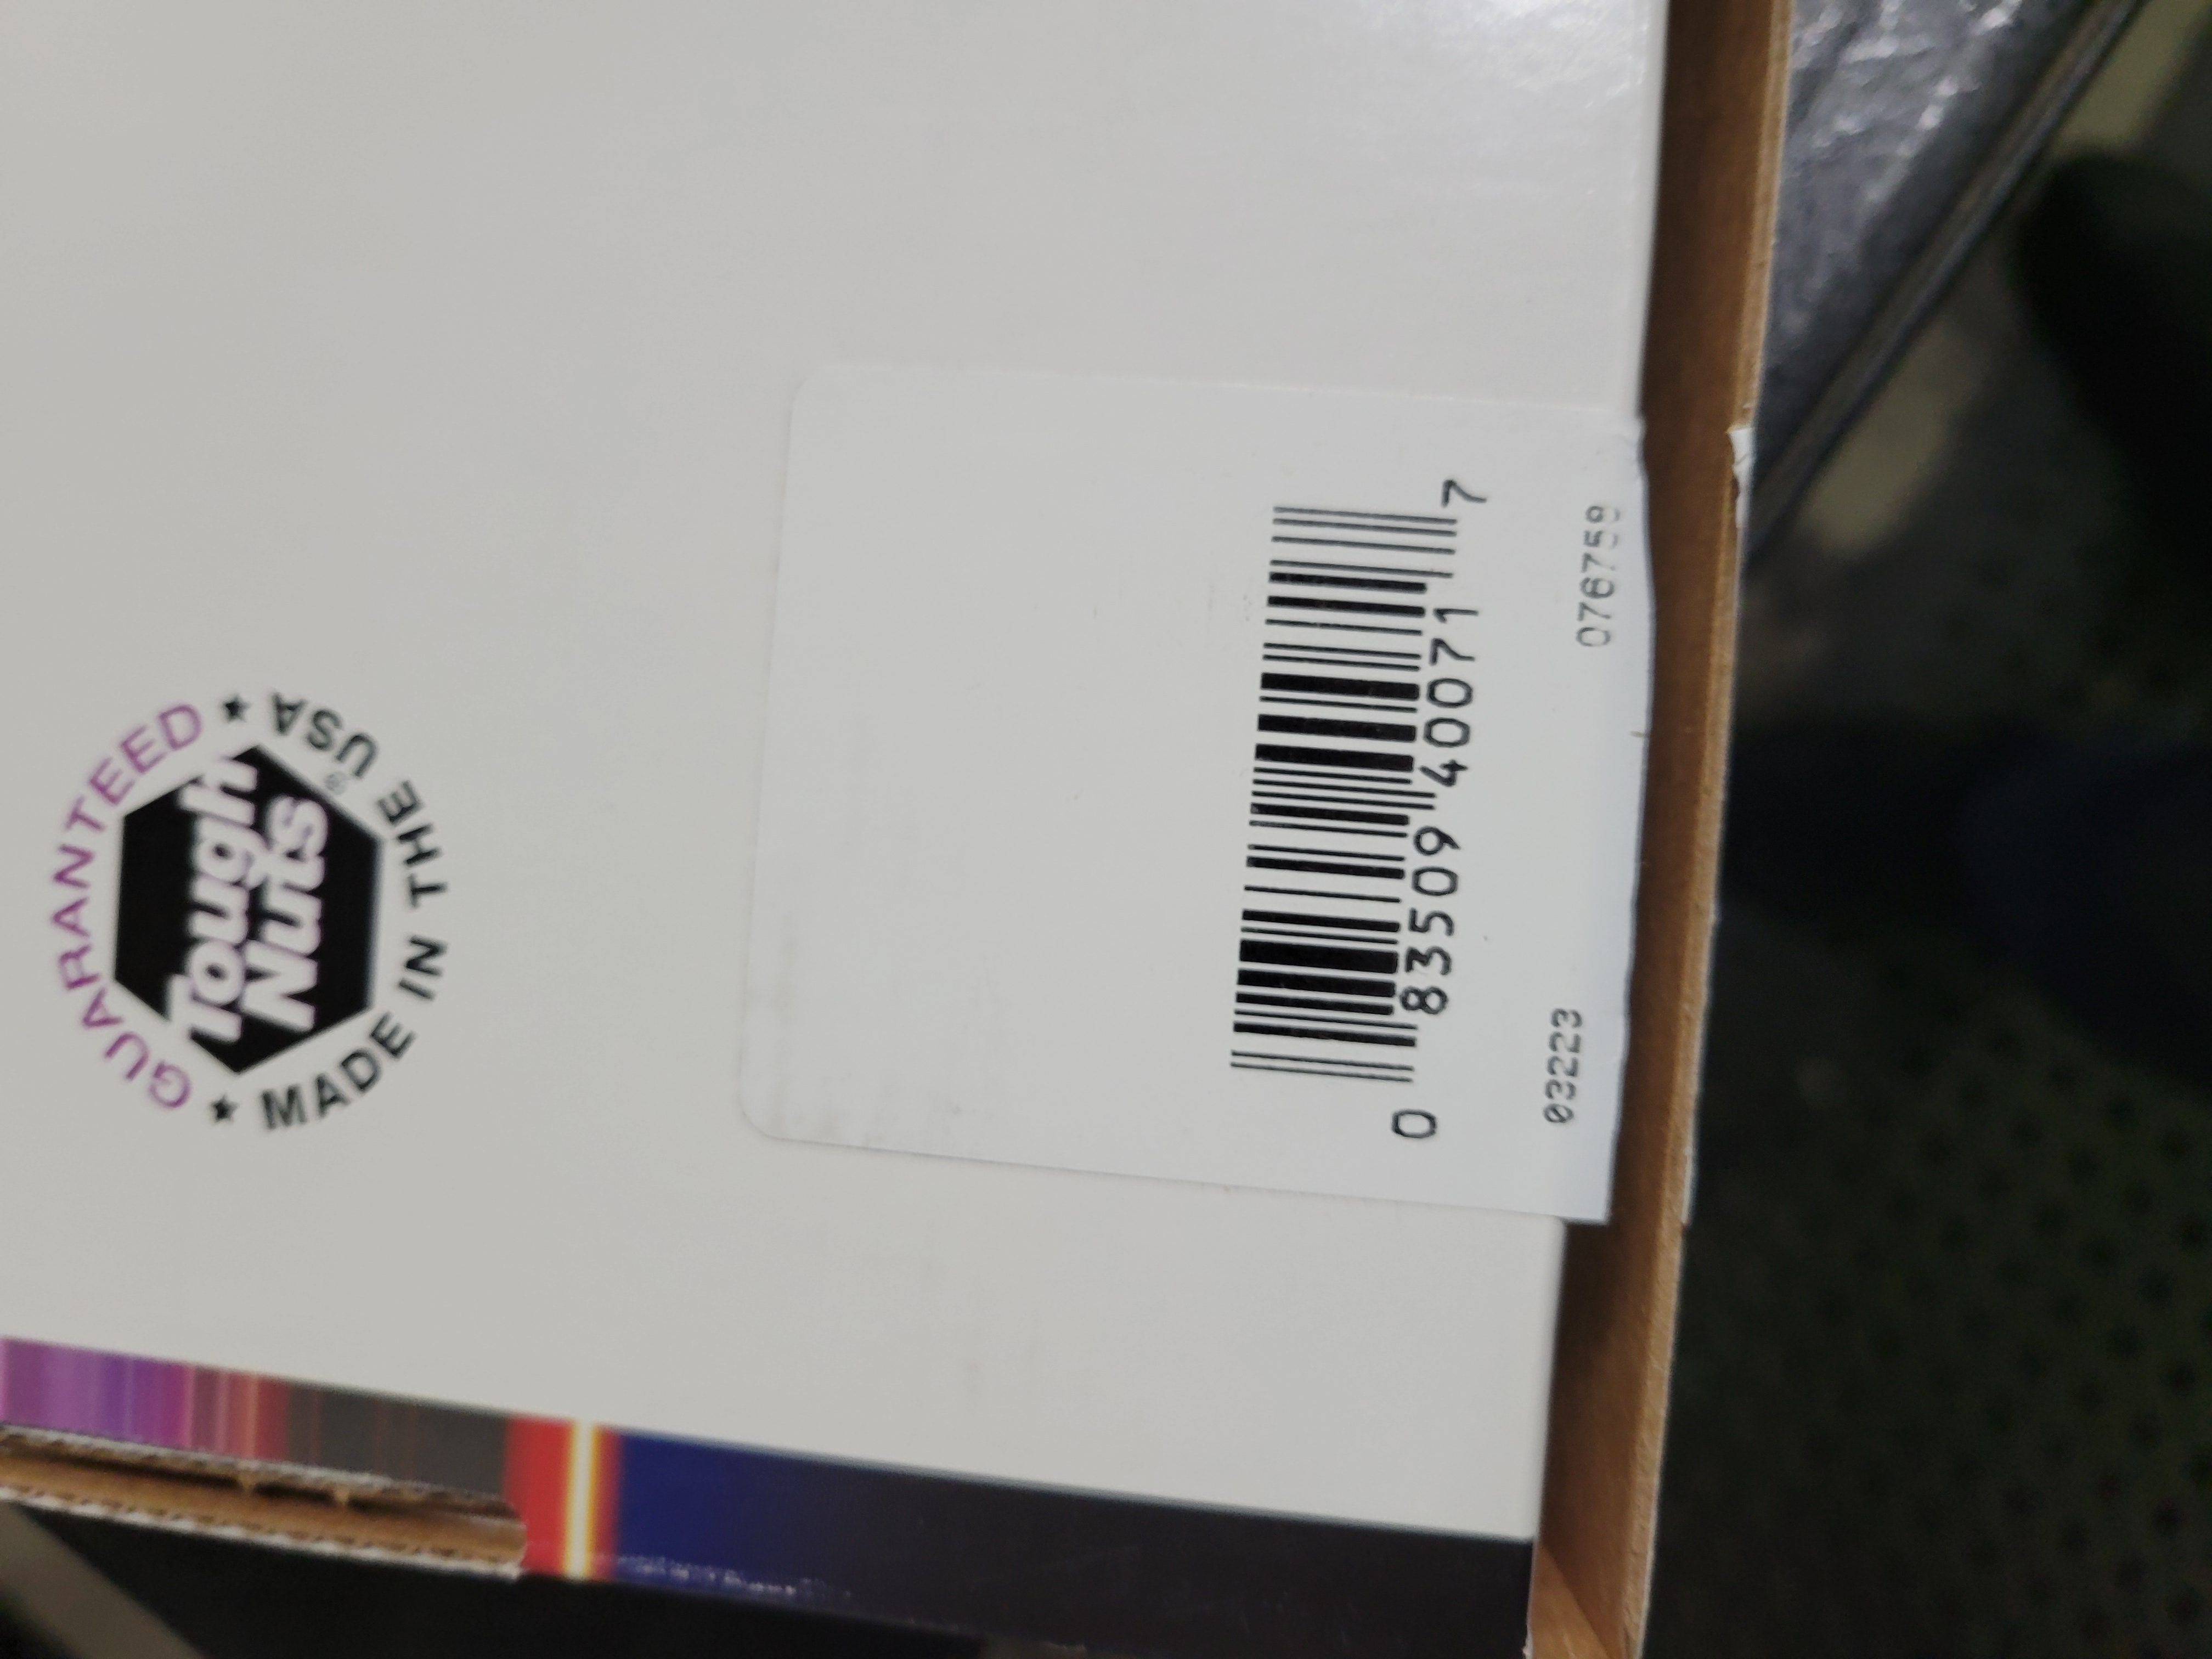 GUARANTEED
Tough
Nuts®
★ MADE IN THE USA ★
0 83509 40071 7
03223 076759